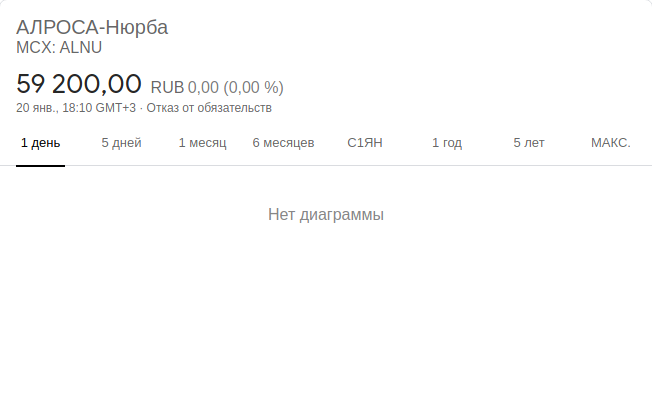 АЛРОСА-Нюрба
MCX: ALNU
59 200,00 RUB 0,00 (0,00 %)
20 янв., 18:10 GMT+3 · Отказ от обязательств
1 день 5 дней 1 месяц 6 месяцев С1ЯН 1 год 5 лет МАКС.
Нет диаграммы